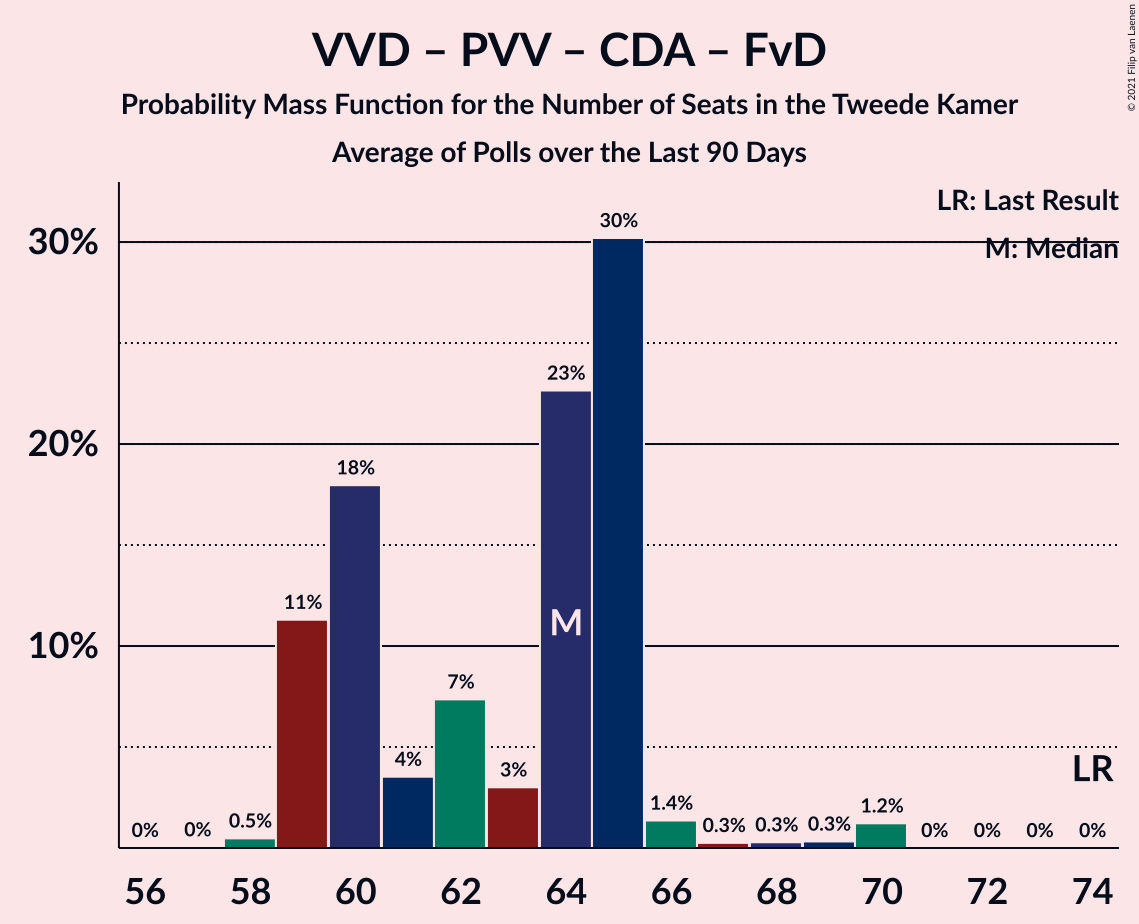 VVD – PVV – CDA – FvD
Probability Mass Function for the Number of Seats in the Tweede Kamer
Average of Polls over the Last 90 Days
© 2021 Filip van Laenen
LR: Last Result
M: Median
30%
20%
10%
0%
0%
0.5%
11%
18%
4%
7%
3%
23%
30%
1.4%
0.3%
0.3%
0.3%
1.2%
0%
0%
0%
0%
M
LR
56 58 60 62 64 66 68 70 72 74